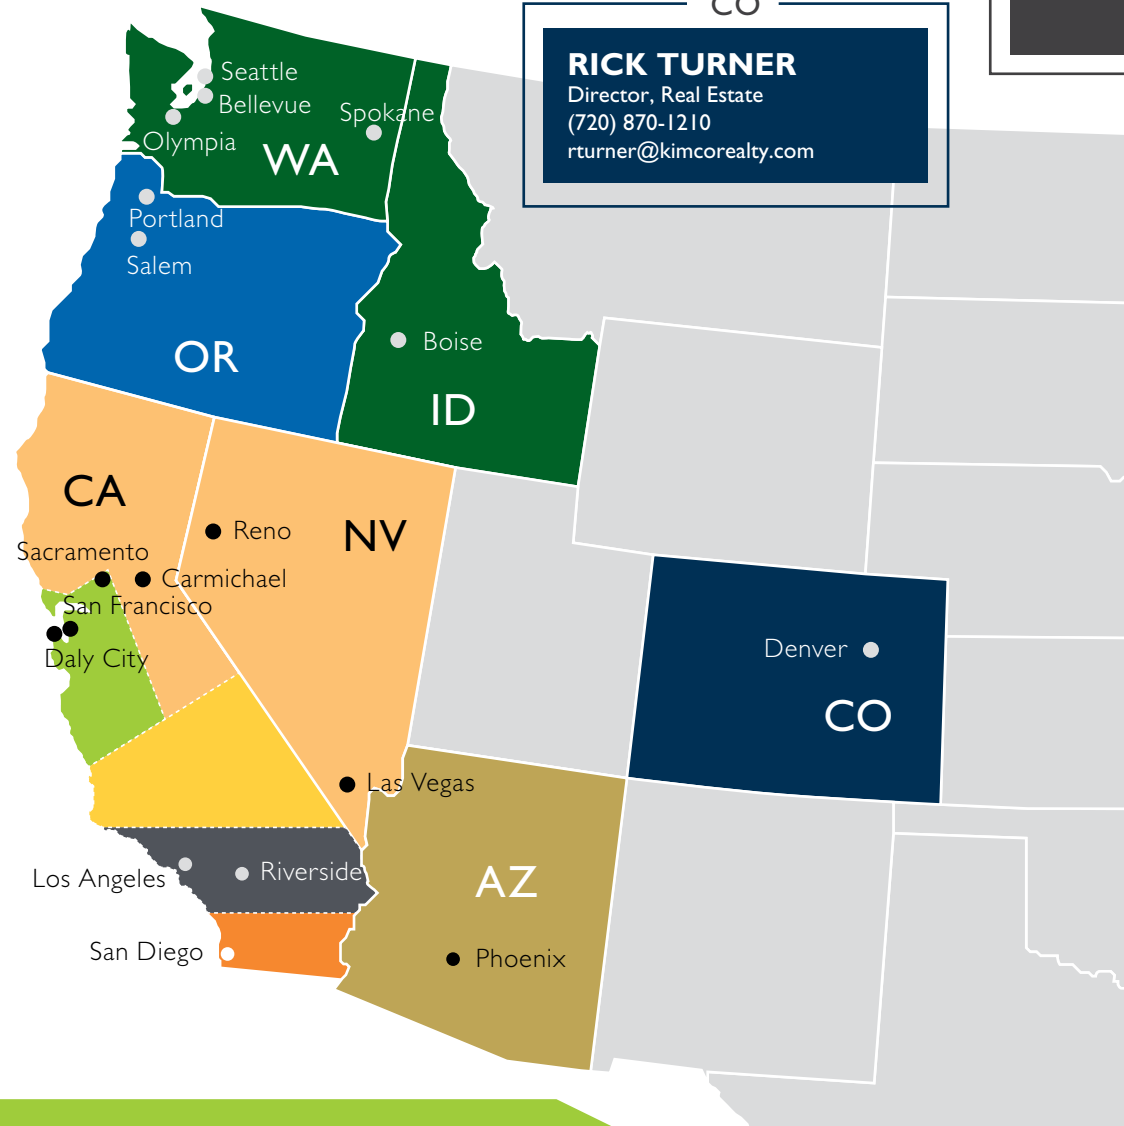 CO
RICK TURNER
Director, Real Estate
(720) 870-1210
rturner@kimcorealty.com
Seattle
Bellevue
Spokane
Olympia
WA
Portland
Salem
OR
Boise
ID
CA
Reno
NV
Sacramento
Carmichael
San Francisco
Daly City
Denver
CO
Las Vegas
Los Angeles
Riverside
AZ
San Diego
Phoenix